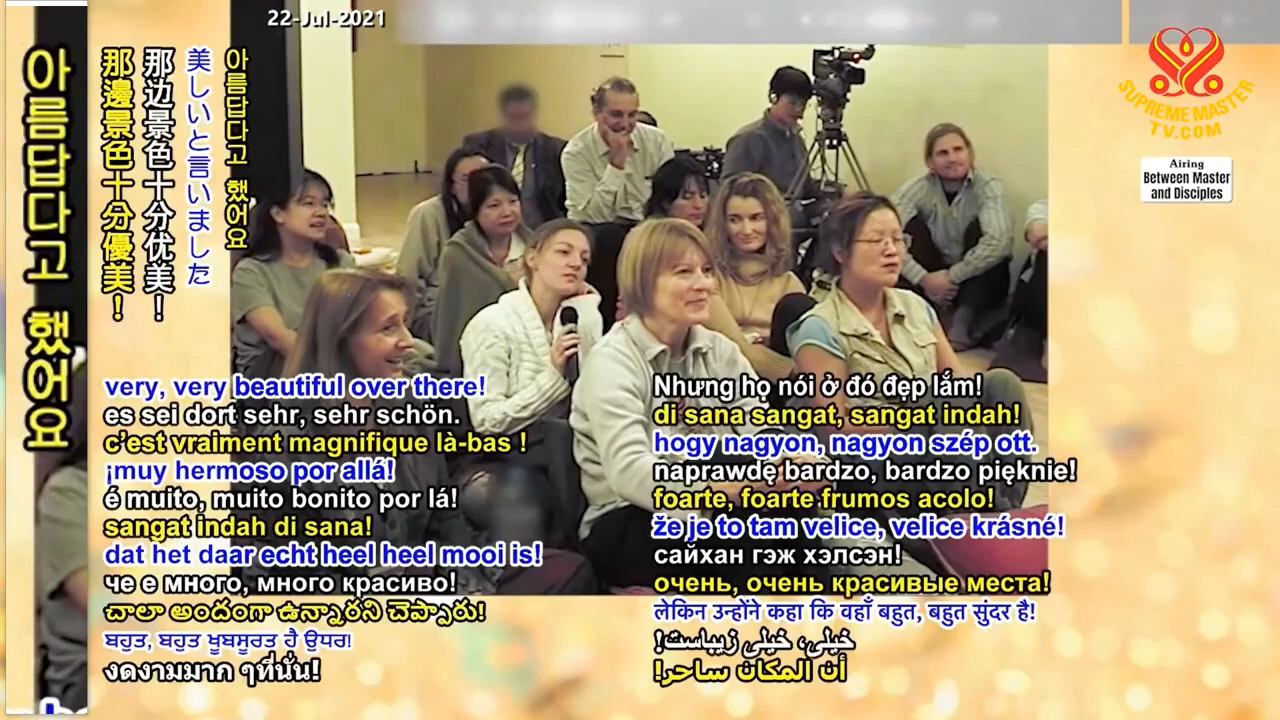 22-Jul-2021
SUPREME MASTER
TV.COM
Airing
Between Master
and Disciples
아름답다고 했어요
아름답다고 했어요
美しいと言いました
那边景色十分优美！
那邊景色十分優美！
very, very beautiful over there!
es sei dort sehr, sehr schön.
c’est vraiment magnifique là-bas !
¡muy hermoso por allá!
é muito, muito bonito por lá!
sangat indah di sana!
dat het daar echt heel heel mooi is!
че е много, много красиво!
చాలా అందంగా ఉన్నారని చెప్పారు!
ਬਹੁਤ, ਬਹੁਤ ਖੂਬਸੂਰਤ ਹੈ ਉਧਰ।
งดงามมาก ๆที่นั่น!
Nhưng họ nói ở đó đẹp lắm!
di sana sangat, sangat indah!
hogy nagyon, nagyon szép ott.
naprawdę bardzo, bardzo pięknie!
foarte, foarte frumos acolo!
že je to tam velice, velice krásné!
сайхан гэж хэлсэн!
очень, очень красивые места!
लेकिन उन्होंने कहा कि वहाँ बहुत, बहुत सुंदर है!
خیلی، خیلی زیباست!
أن المكان ساحر!